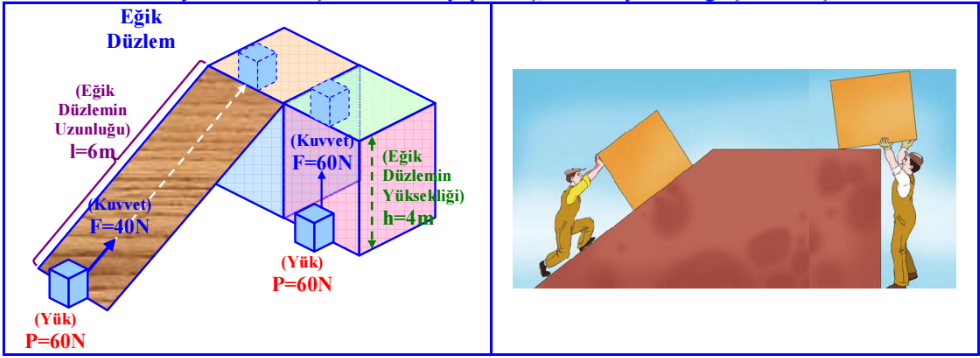 Eğik
Düzlem
(Eğik
Düzlemin
Uzunluğu)
l=6m
(Kuvvet)
F=40N
(Yük)
P=60N
(Kuvvet)
F=60N
(Yük)
P=60N
(Eğik
Düzlemin
Yüksekliği)
h=4m